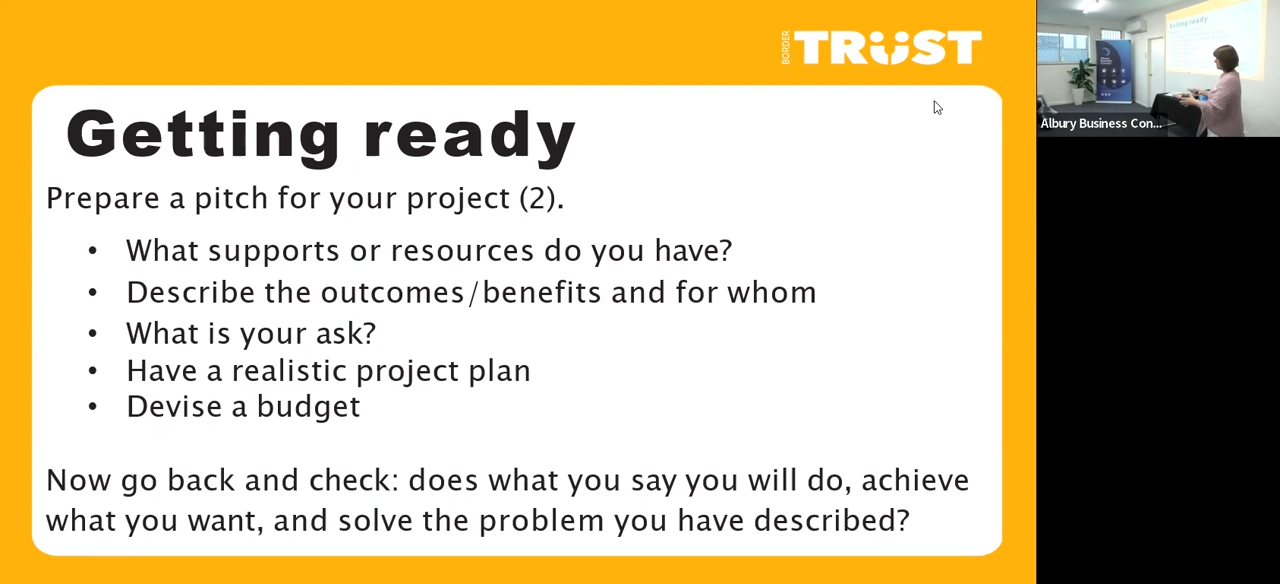 BORDER TRUST
Getting ready
Prepare a pitch for your project (2).
• What supports or resources do you have?
• Describe the outcomes/benefits and for whom
• What is your ask?
• Have a realistic project plan
• Devise a budget
Now go back and check: does what you say you will do, achieve
what you want, and solve the problem you have described?
Getting ready
Albury Business Con...